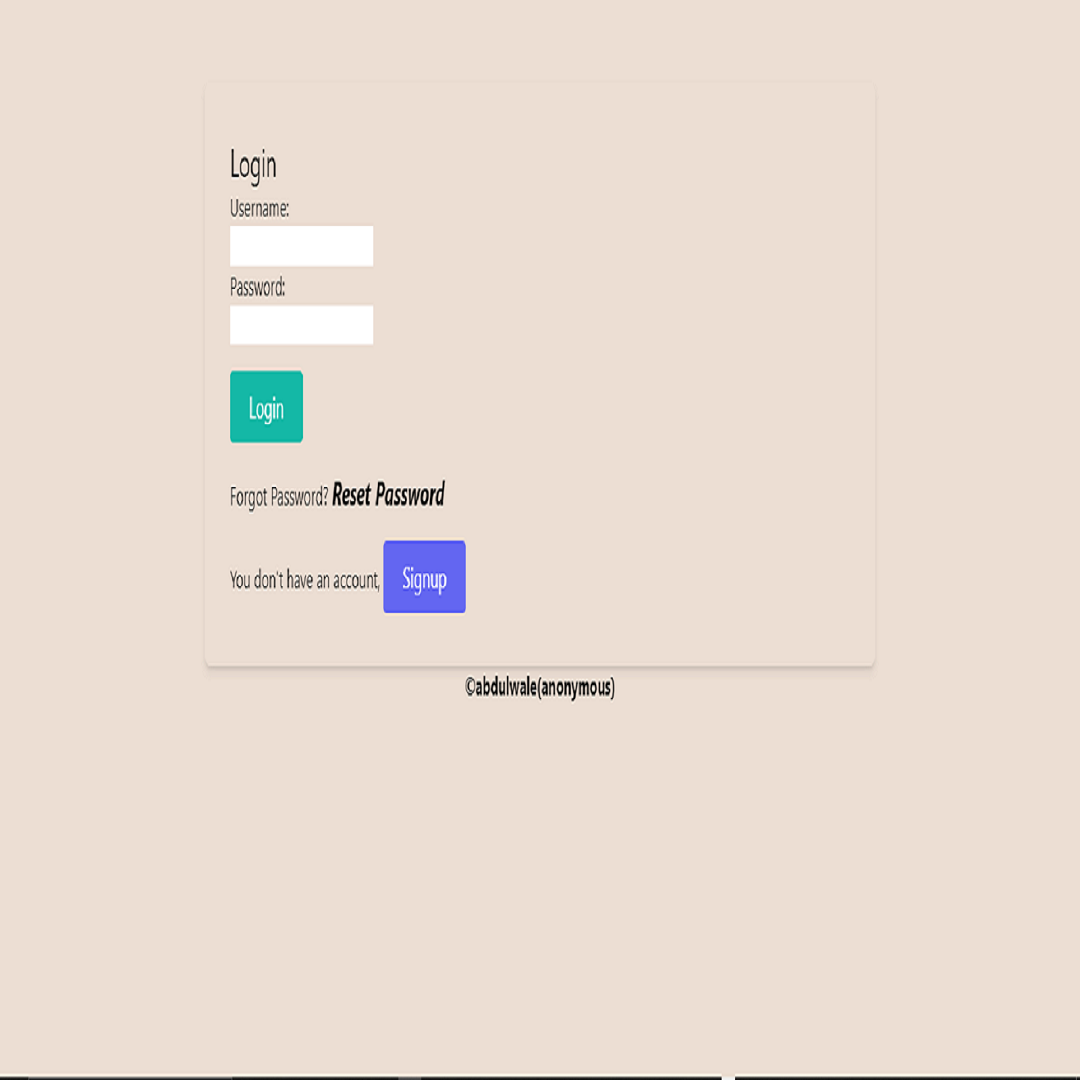 Login
Username:
Password:
Login
Forgot Password? Reset Password
You don't have an account, Signup
©abdulwale(anonymous)